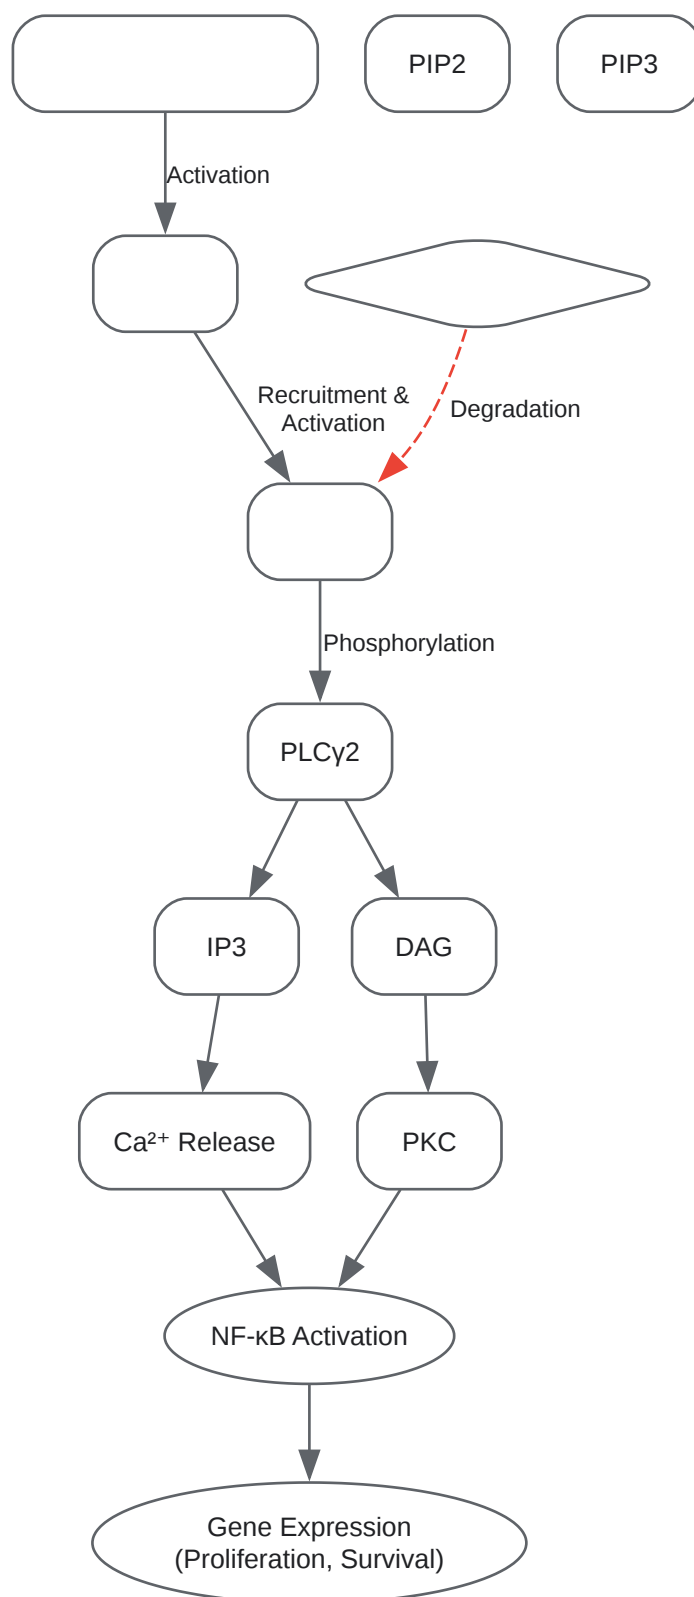 PIP2
PIP3
Activation
Recruitment &
Activation
Degradation
Phosphorylation
PLCγ2
IP3
DAG
Ca²⁺ Release
PKC
NF-κB Activation
Gene Expression
(Proliferation, Survival)